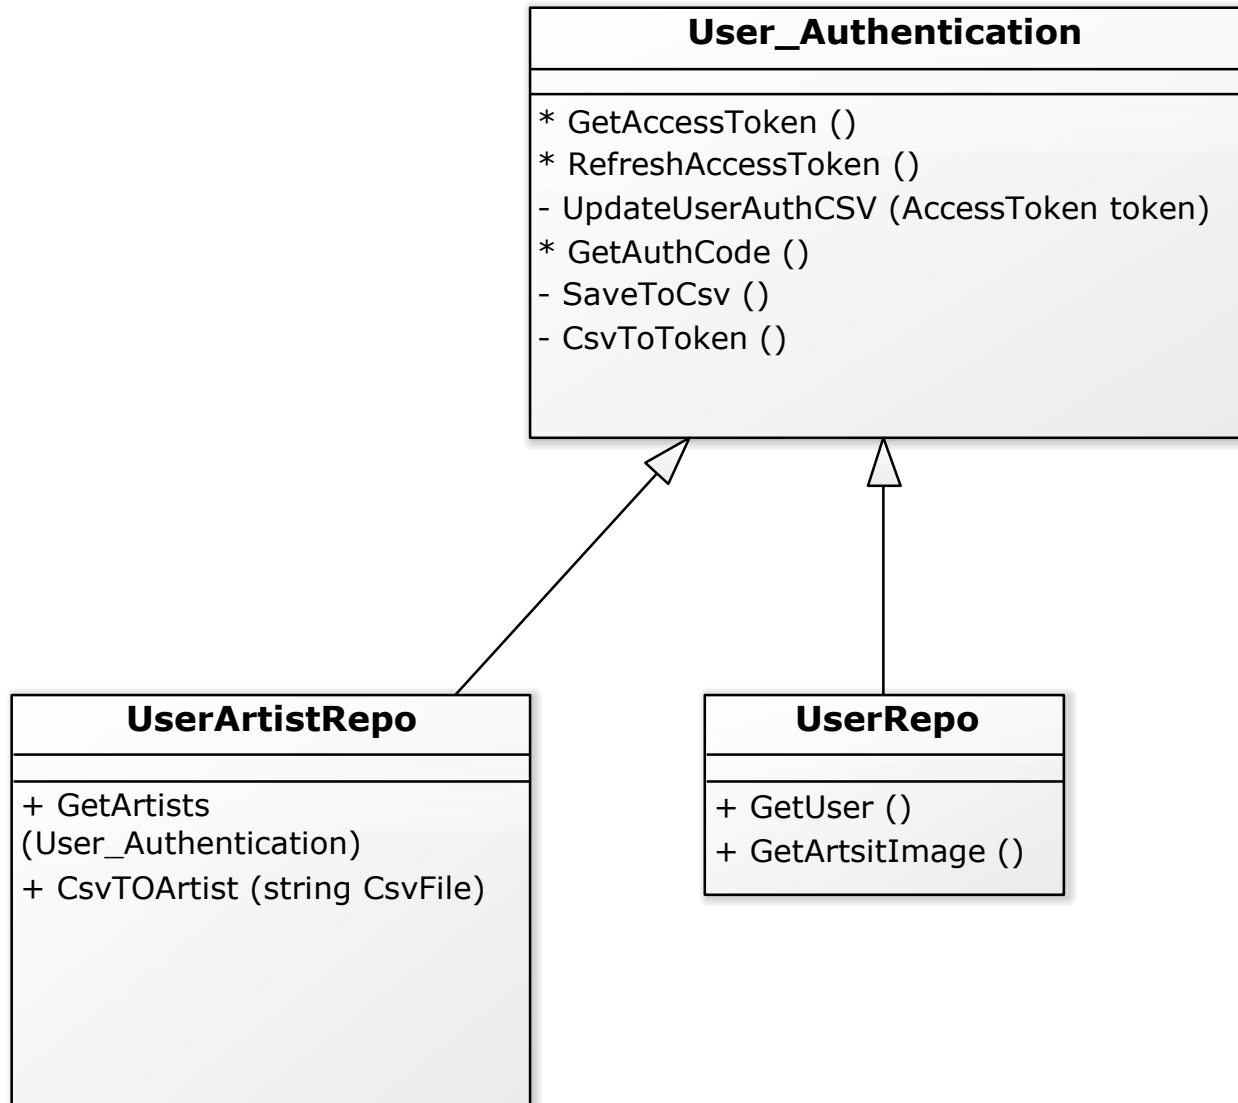 User_Authentication
* GetAccessToken ()
* RefreshAccessToken ()
- UpdateUserAuthCSV (AccessToken token)
* GetAuthCode ()
- SaveToCsv ()
- CsvToToken ()
UserArtistRepo
+ GetArtists
(User_Authentication)
+ CsvTOArtist (string CsvFile)
UserRepo
+ GetUser ()
+ GetArtsitImage ()